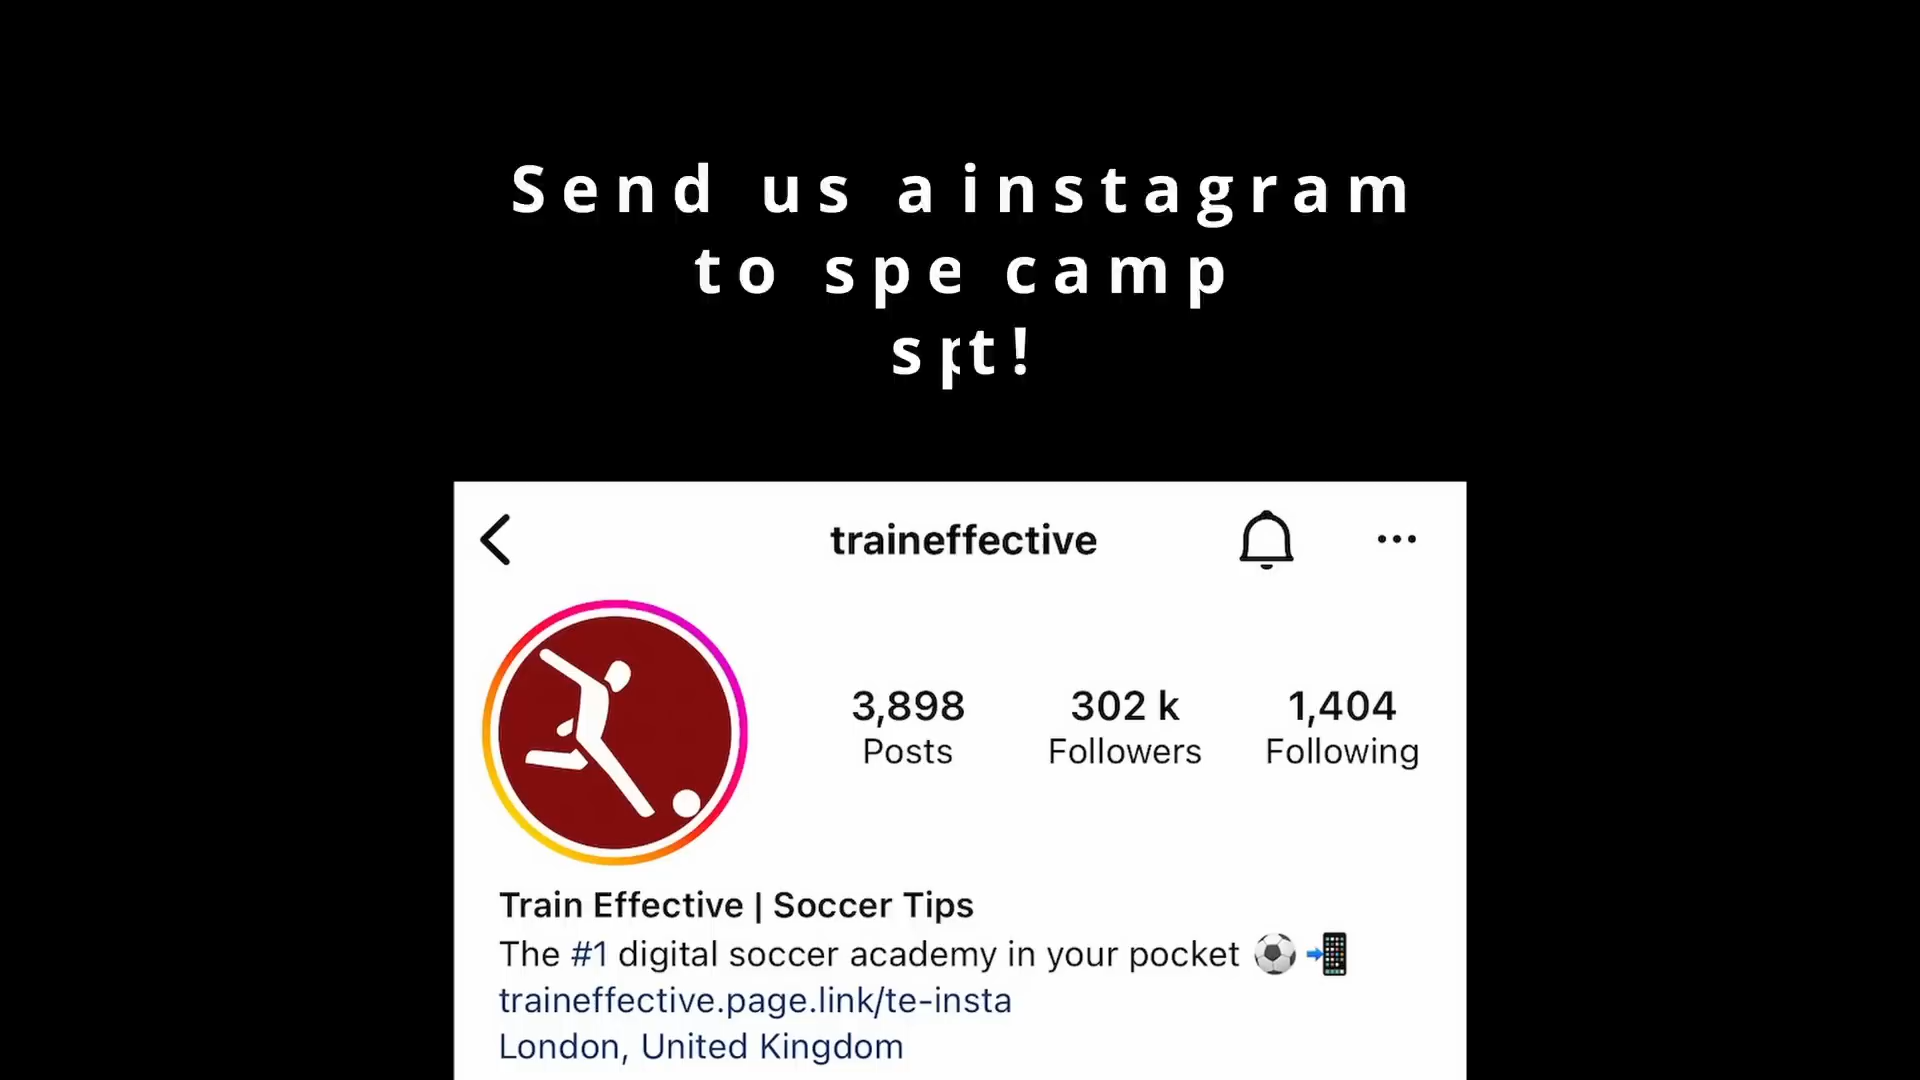 Send us a instagram
to spe camp
spt!
traineffective
3,898 302 k 1,404
Posts Followers Following
Train Effective | Soccer Tips
The #1 digital soccer academy in your pocket ⚽ 📲
traineffective.page.link/te-insta
London, United Kingdom